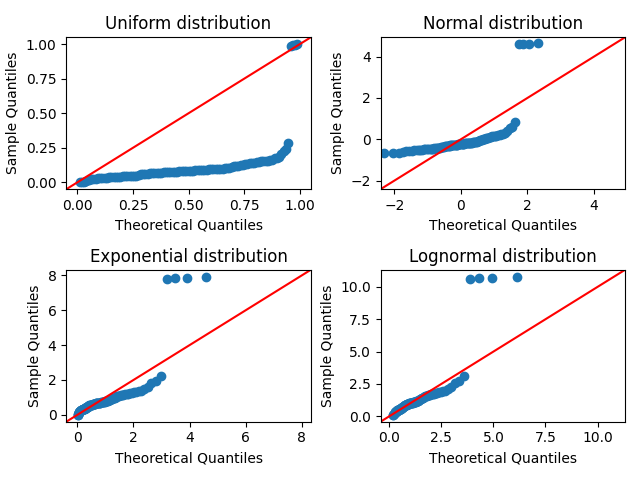 Uniform distribution
1.00
0.75
0.50
0.25
0.00
Sample Quantiles
0.00 0.25 0.50 0.75 1.00
Theoretical Quantiles
Normal distribution
4
2
0
−2
Sample Quantiles
−2 0 2 4
Theoretical Quantiles
Exponential distribution
8
6
4
2
0
Sample Quantiles
0 2 4 6 8
Theoretical Quantiles
Lognormal distribution
10.0
7.5
5.0
2.5
0.0
Sample Quantiles
0.0 2.5 5.0 7.5 10.0
Theoretical Quantiles